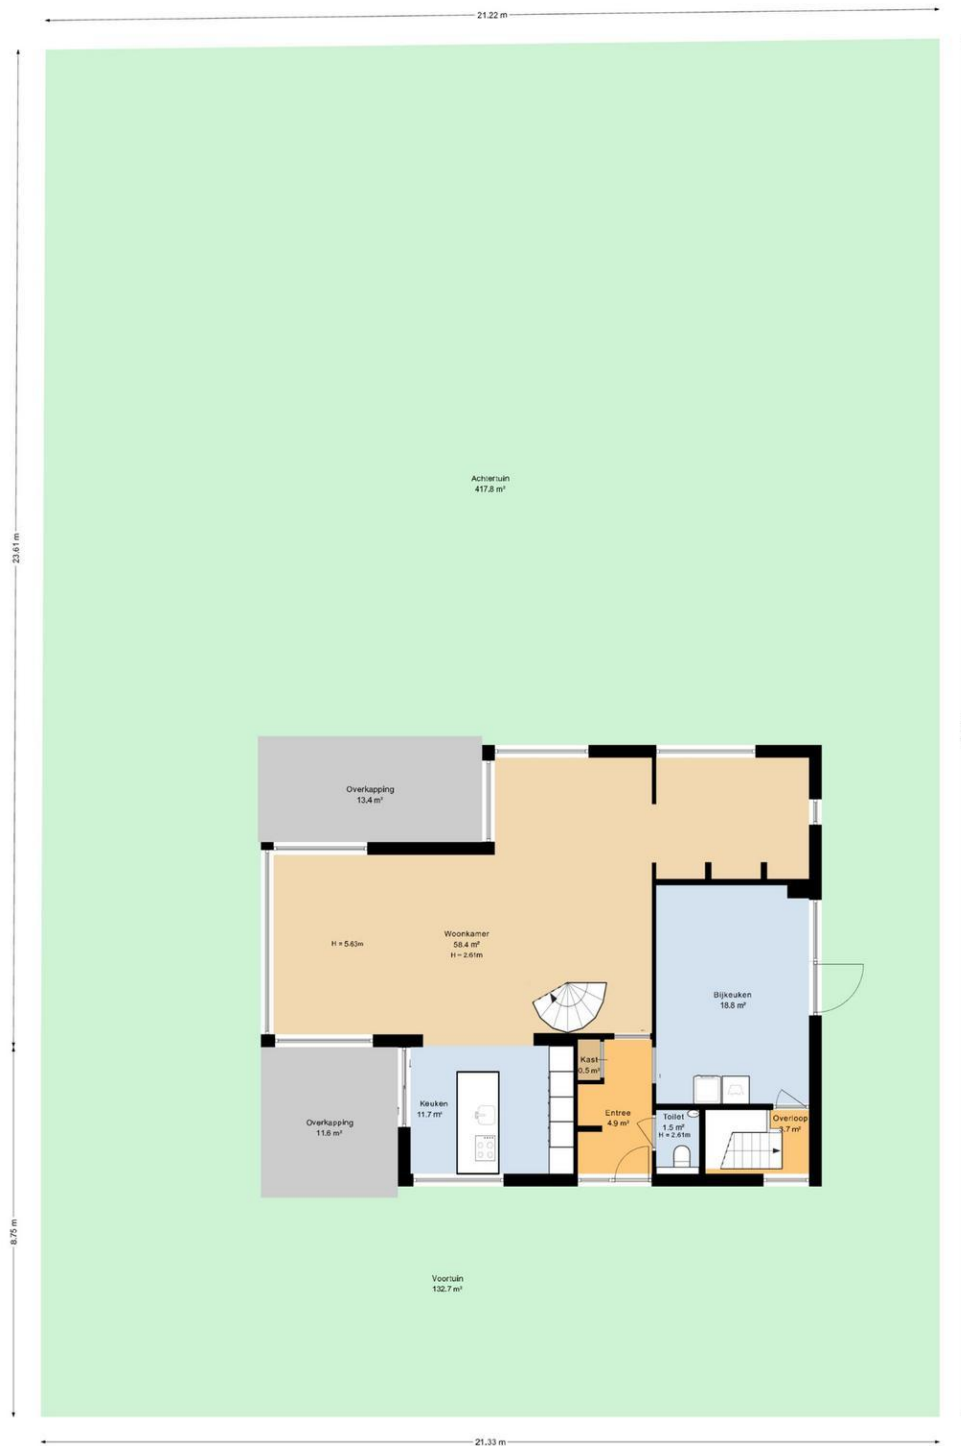 21.22 m
23.61 m
Achtertuin
417.8 m²
Overkapping
13.4 m²
Woonkamer
58.4 m²
H = 2.61m
H = 5.63m
Bijkeuken
18.8 m²
Kast
0.5 m²
Keuken
11.7 m²
Entree
4.9 m²
Toilet
1.5 m²
H = 2.61m
Overloop
Overkapping
11.6 m²
8.75 m
Voortuin
132.7 m²
21.33 m